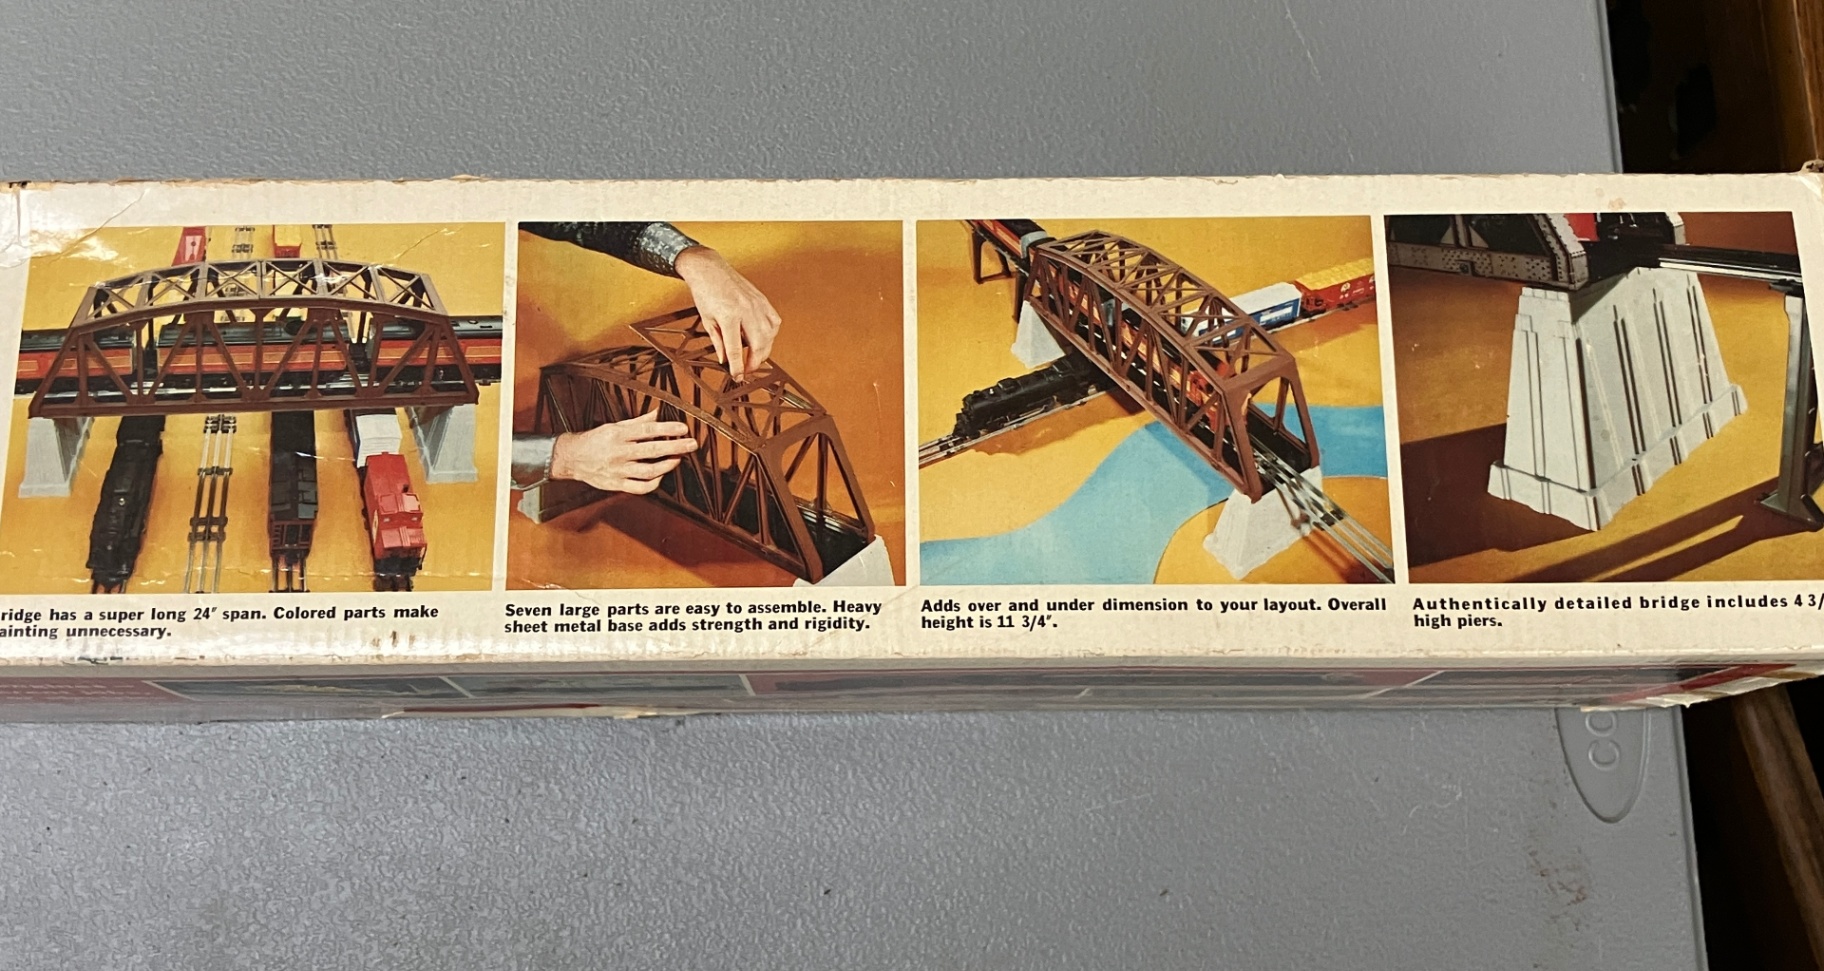 ridge has a super long 24" span. Colored parts make
ainting unnecessary.
Seven large parts are easy to assemble. Heavy
sheet metal base adds strength and rigidity.
Adds over and under dimension to your layout. Overall
height is 11 3/4".
Authentically detailed bridge includes 4 3/
high piers.
CO